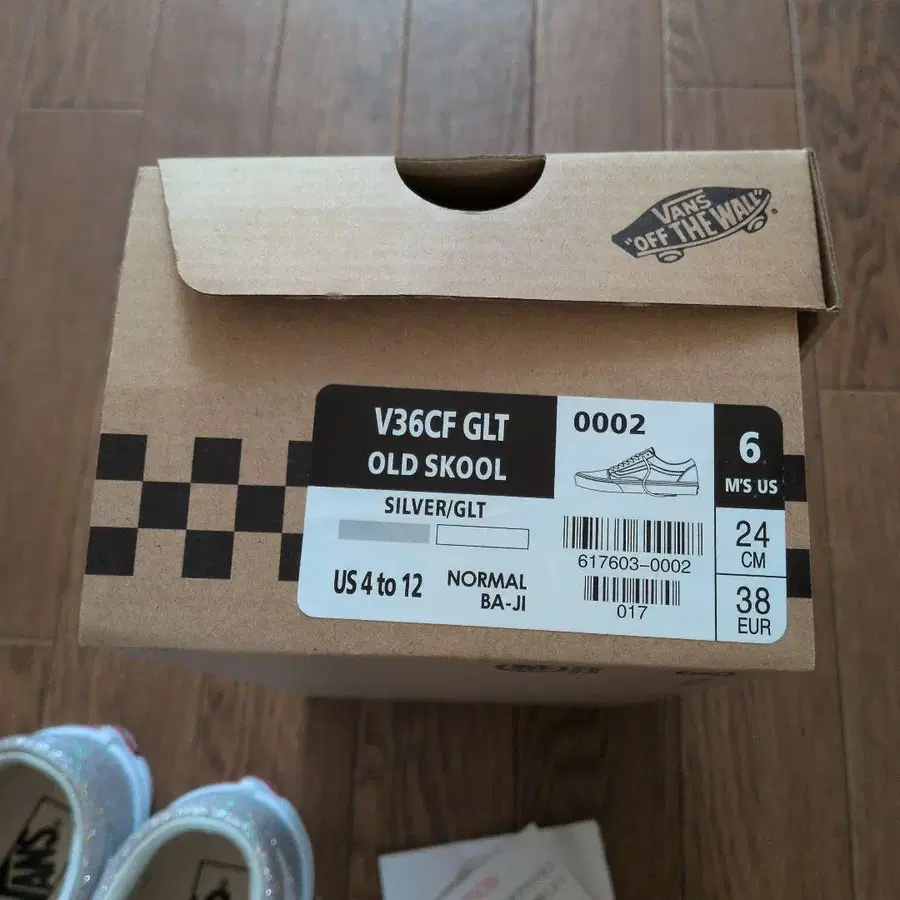 VANS
"OFF THE WALL"
V36CF GLT
OLD SKOOL
0002
6
M'S US
SILVER/GLT
617603-0002
24
CM
US 4 to 12
NORMAL
BA-JI
017
38
EUR
VANS